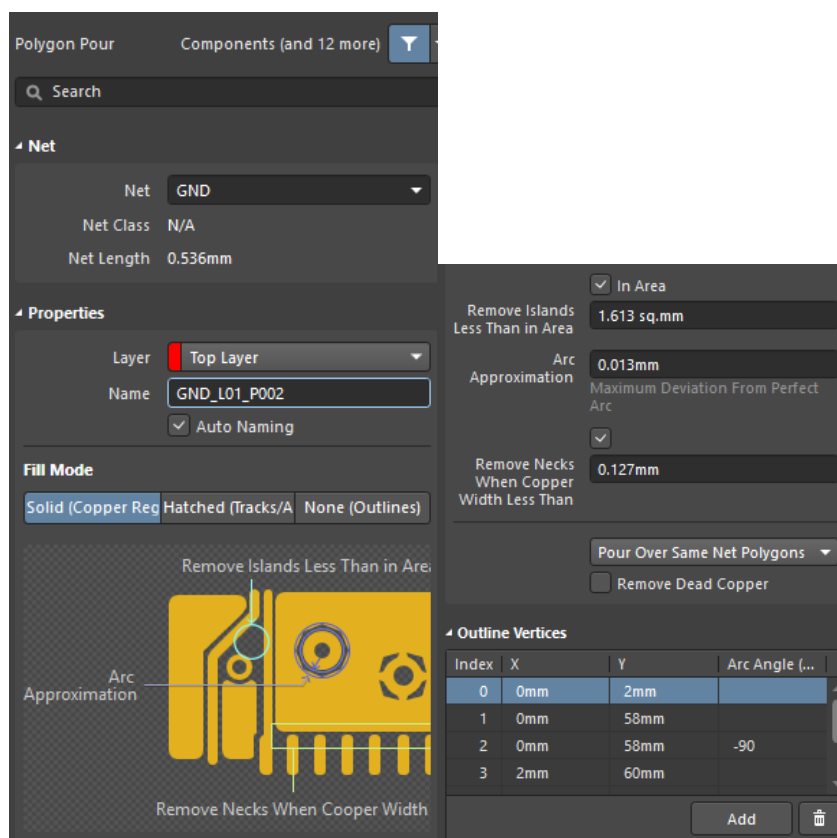 Polygon Pour Components (and 12 more)
Search
Net
Net GND
Net Class N/A
Net Length 0.536mm
Properties
Layer Top Layer
Name GND_L01_P002
Auto Naming
Fill Mode
Solid (Copper Reg Hatched (Tracks/A None (Outlines)
Remove Islands Less Than in Area
Arc
Approximation
Remove Necks When Cooper Width
In Area
Remove Islands
Less Than in Area 1.613 sq.mm
Arc
Approximation 0.013mm
Maximum Deviation From Perfect
Arc
Remove Necks
When Copper
Width Less Than 0.127mm
Pour Over Same Net Polygons
Remove Dead Copper
Outline Vertices
Index X Y Arc Angle (...
0 0mm 2mm
1 0mm 58mm
2 0mm 58mm -90
3 2mm 60mm
Add